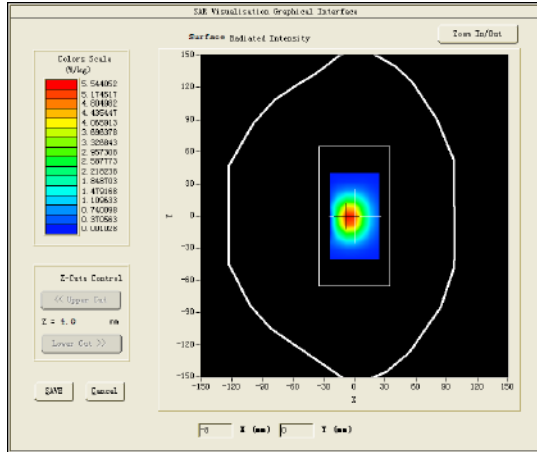 SAR Visualisation Graphical Interface
Surface Radiated Intensity
Zoom In/Out
Colors Scale
(W/kg)
5.544052
5.174517
4.804982
4.435447
4.065913
3.696378
3.326843
2.957308
2.587773
2.218238
1.848703
1.479168
1.109633
0.740098
0.370563
0.001028
150
120
90
60
30
0
-30
-60
-90
-120
-150
Y
-150 -120 -90 -60 -30 0 30 60 90 120 150
X
Z-Cuts Control
<< Upper Cut
Z = 4.0 mm
Lower Cut >>
SAVE
Cancel
-8 X (mm) 0 Y (mm)